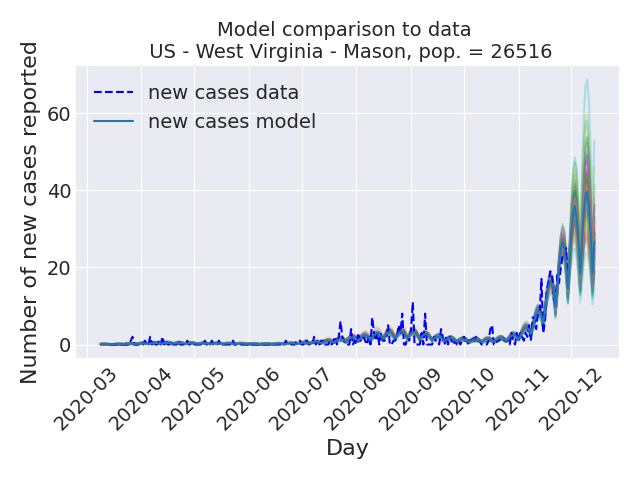 Model comparison to data
US - West Virginia - Mason, pop. = 26516
Number of new cases reported
60
40
20
0
new cases data
new cases model
2020-03
2020-04
2020-05
2020-06
2020-07
2020-08
2020-09
2020-10
2020-11
2020-12
Day